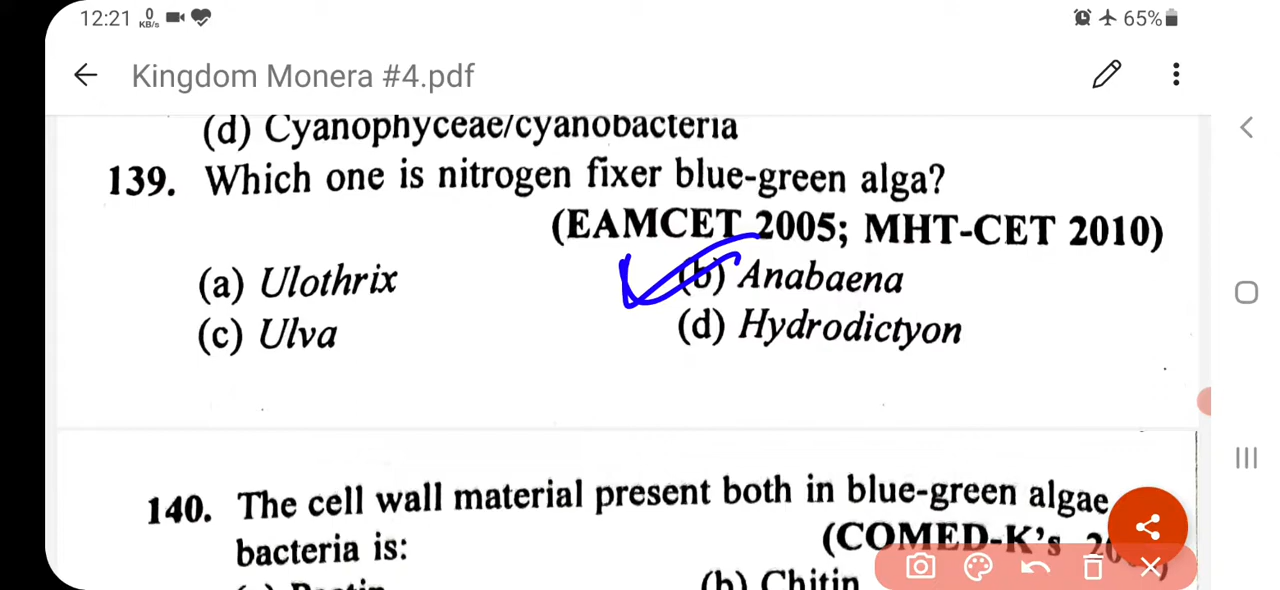 12:21 0 KB/s 65%
Kingdom Monera #4.pdf
(d) Cyanophyceae/cyanobacteria
139. Which one is nitrogen fixer blue-green alga?
(EAMCET 2005; MHT-CET 2010)
(a) Ulothrix (b) Anabaena
(c) Ulva (d) Hydrodictyon
140. The cell wall material present both in blue-green algae
bacteria is: (COMED-K's
(b) Chitin